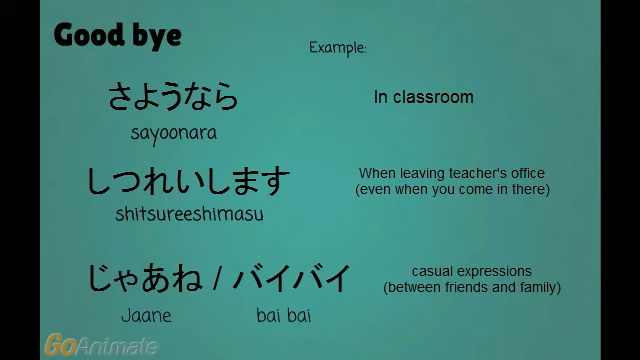 Good bye
Example:
さようなら
In classroom
sayoonara
しつれいします
When leaving teacher's office
(even when you come in there)
shitsureeshimasu
じゃあね / バイバイ
casual expressions
(between friends and family)
Jaane bai bai
GoAnimate